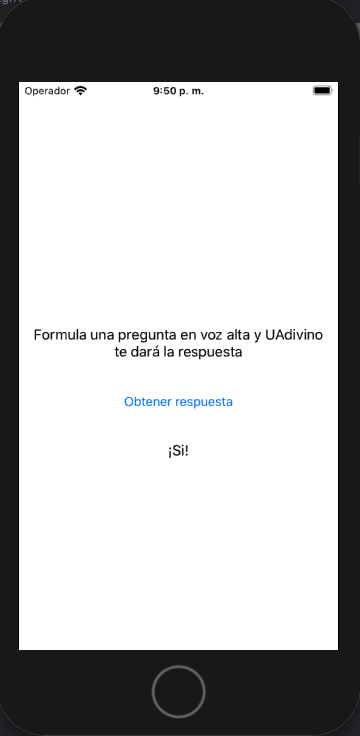 Operador 9:50 p. m.
Formula una pregunta en voz alta y UAdivino
te dará la respuesta
Obtener respuesta
¡Si!